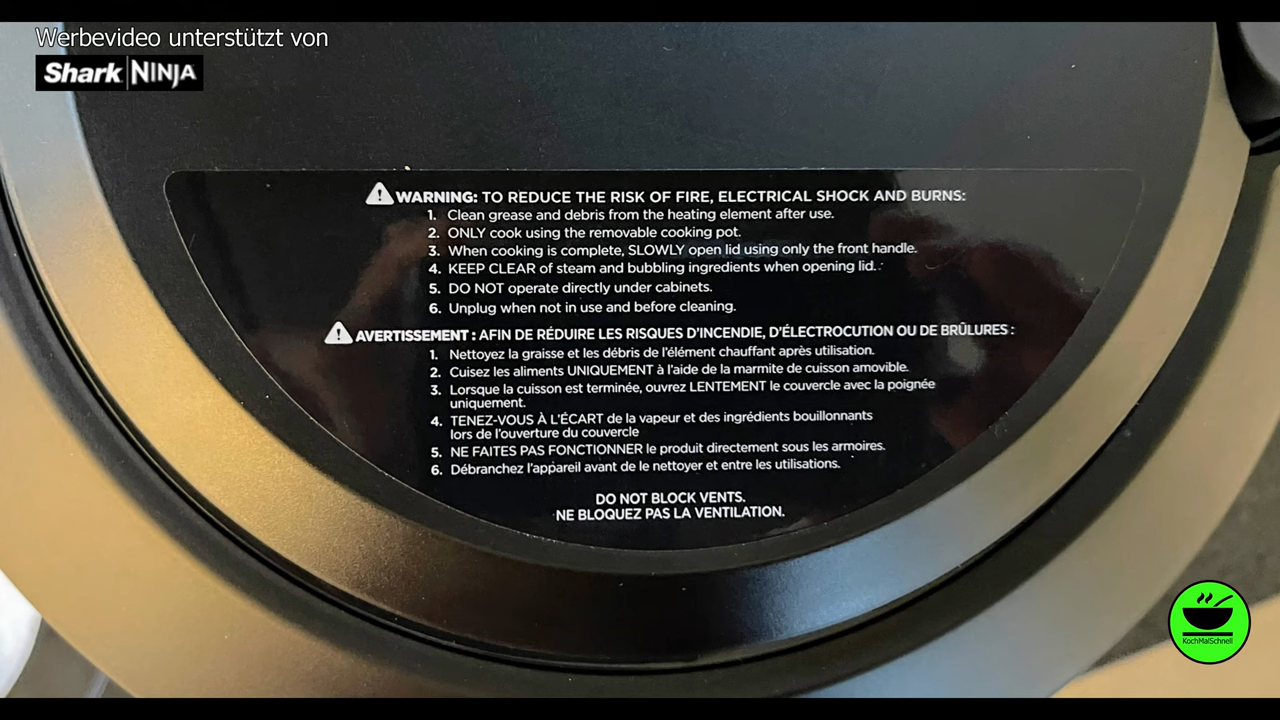 Werbevideo unterstützt von
Shark NINJA
WARNING: TO REDUCE THE RISK OF FIRE, ELECTRICAL SHOCK AND BURNS:
1. Clean grease and debris from the heating element after use.
2. ONLY cook using the removable cooking pot.
3. When cooking is complete, SLOWLY open lid using only the front handle.
4. KEEP CLEAR of steam and bubbling ingredients when opening lid.
5. DO NOT operate directly under cabinets.
6. Unplug when not in use and before cleaning.
AVERTISSEMENT : AFIN DE RÉDUIRE LES RISQUES D'INCENDIE, D'ÉLECTROCUTION OU DE BRÛLURES :
1. Nettoyez la graisse et les débris de l'élément chauffant après utilisation.
2. Cuisez les aliments UNIQUEMENT à l'aide de la marmite de cuisson amovible.
3. Lorsque la cuisson est terminée, ouvrez LENTEMENT le couvercle avec la poignée
uniquement.
4. TENEZ-VOUS À L'ÉCART de la vapeur et des ingrédients bouillonnants
lors de l'ouverture du couvercle
5. NE FAITES PAS FONCTIONNER le produit directement sous les armoires.
6. Débranchez l'appareil avant de le nettoyer et entre les utilisations.
DO NOT BLOCK VENTS.
NE BLOQUEZ PAS LA VENTILATION.
KochMalSchnell